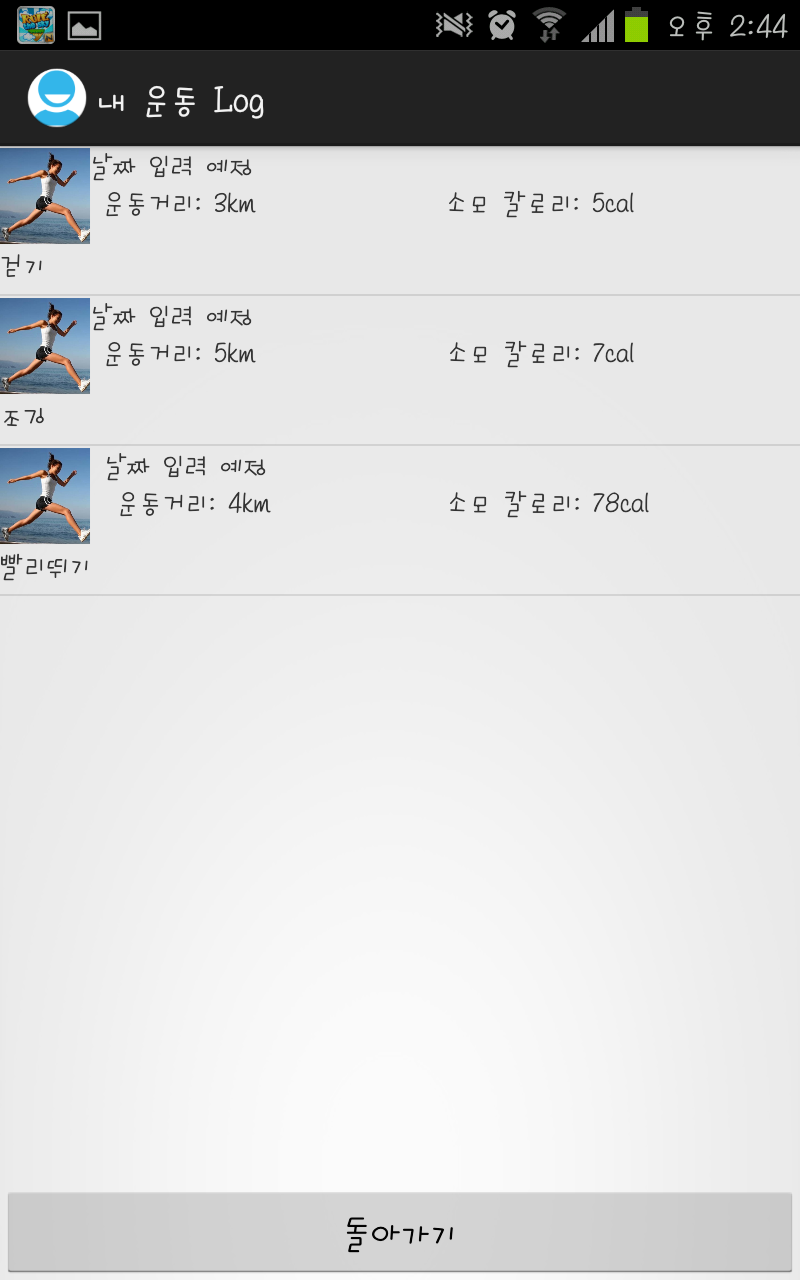 오후 2:44
내 운동 Log
날짜 입력 예정
운동거리: 3km 소모 칼로리: 5cal
걷기
날짜 입력 예정
운동거리: 5km 소모 칼로리: 7cal
조깅
날짜 입력 예정
운동거리: 4km 소모 칼로리: 78cal
빨리뛰기
돌아가기